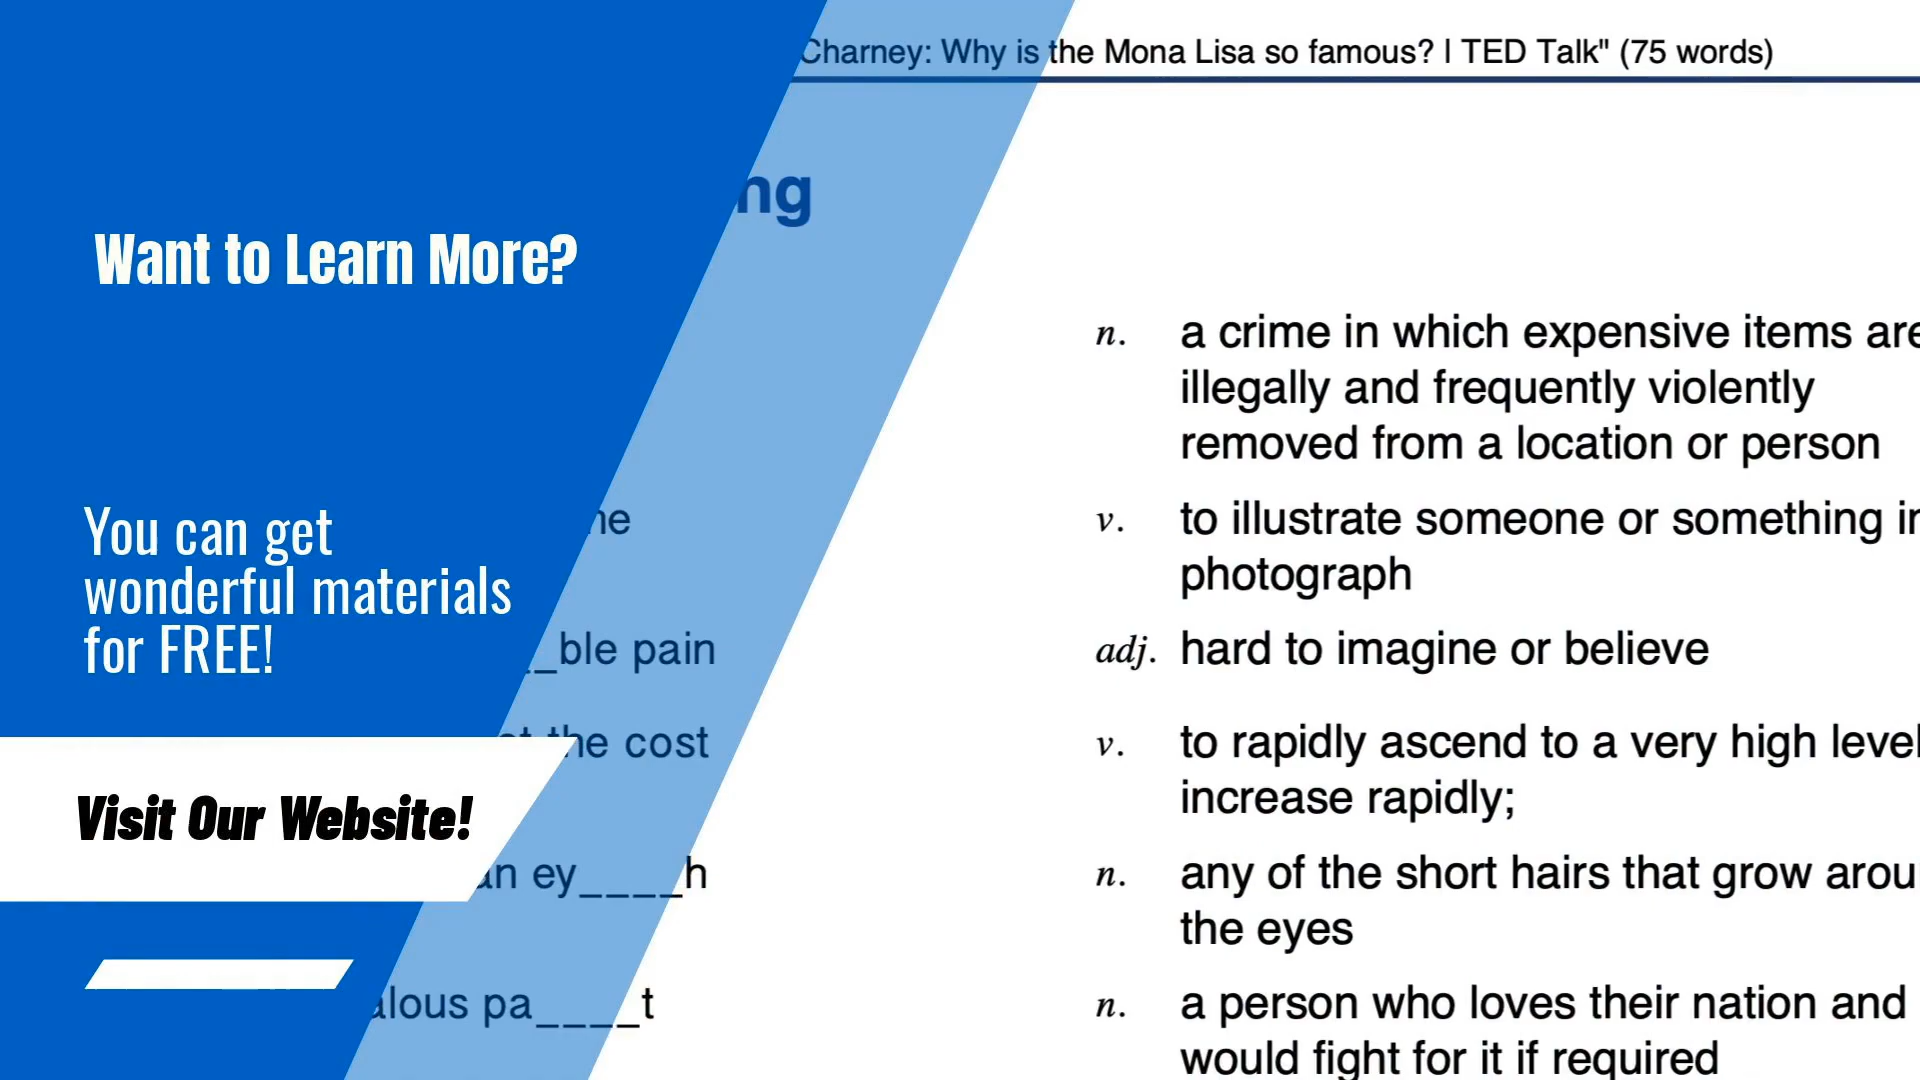 Charney: Why is the Mona Lisa so famous? | TED Talk" (75 words)
ng
Want to Learn More?
You can get
wonderful materials
for FREE!
Visit Our Website!
n. a crime in which expensive items are
illegally and frequently violently
removed from a location or person
ne v. to illustrate someone or something in
photograph
_ble pain adj. hard to imagine or believe
the cost v. to rapidly ascend to a very high level
increase rapidly;
an ey____h n. any of the short hairs that grow arou
the eyes
alous pa____t n. a person who loves their nation and
would fight for it if required